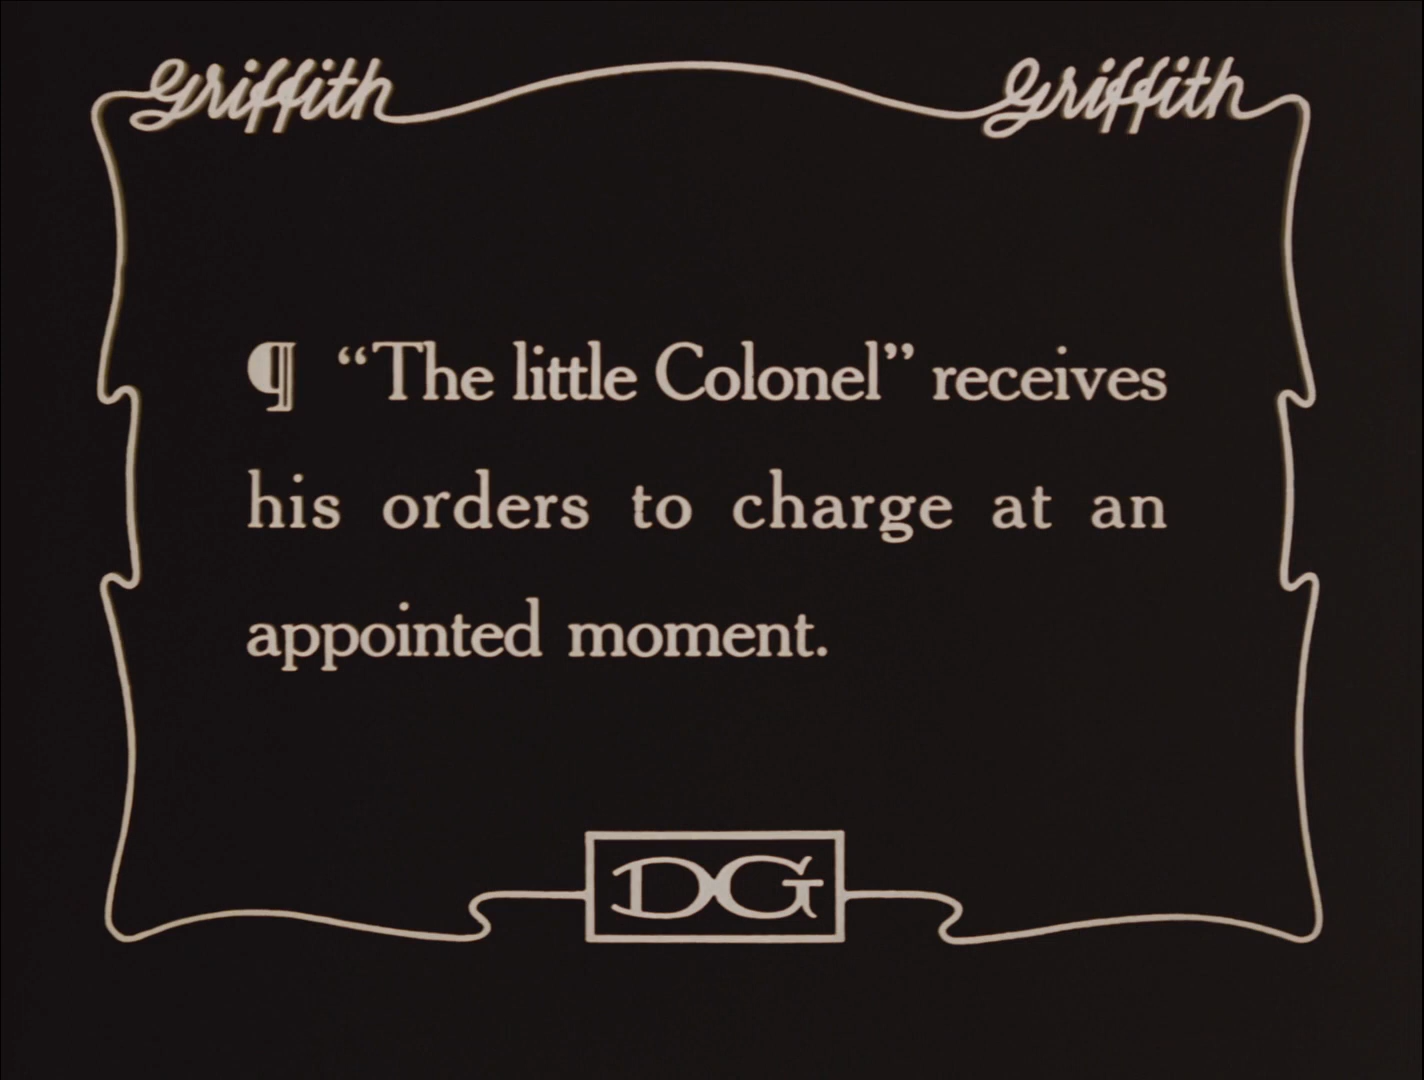 Griffith Griffith
¶ “The little Colonel” receives
his orders to charge at an
appointed moment.
DG